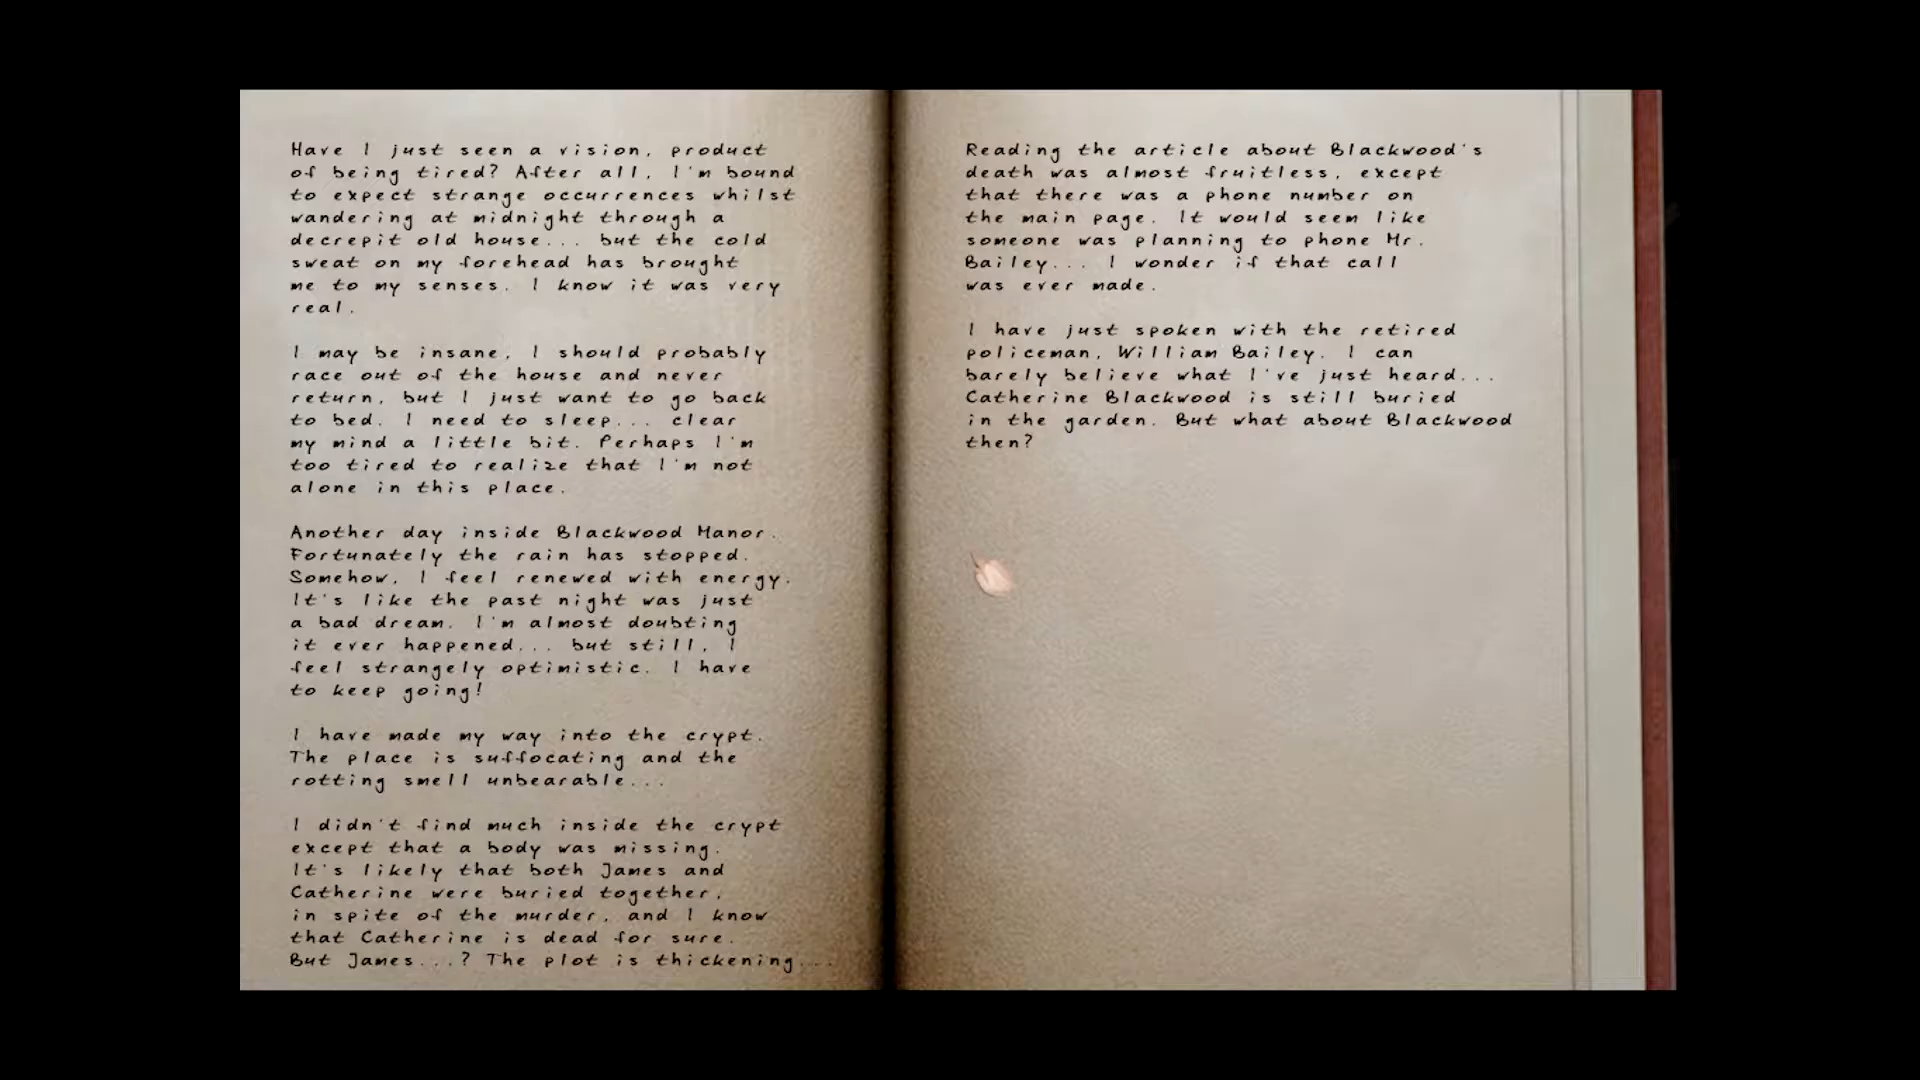 Have I just seen a vision, product
of being tired? After all, I'm bound
to expect strange occurrences whilst
wandering at midnight through a
decrepit old house... but the cold
sweat on my forehead has brought
me to my senses. I know it was very
real.
I may be insane, I should probably
race out of the house and never
return, but I just want to go back
to bed. I need to sleep... clear
my mind a little bit. Perhaps I'm
too tired to realize that I'm not
alone in this place.
Another day inside Blackwood Manor.
Fortunately the rain has stopped.
Somehow, I feel renewed with energy.
It's like the past night was just
a bad dream. I'm almost doubting
it ever happened... but still, I
feel strangely optimistic. I have
to keep going!
I have made my way into the crypt.
The place is suffocating and the
rotting smell unbearable...
I didn't find much inside the crypt
except that a body was missing.
It's likely that both James and
Catherine were buried together,
in spite of the murder, and I know
that Catherine is dead for sure.
But James...? The plot is thickening...
Reading the article about Blackwood's
death was almost fruitless, except
that there was a phone number on
the main page. It would seem like
someone was planning to phone Mr.
Bailey... I wonder if that call
was ever made.
I have just spoken with the retired
policeman, William Bailey. I can
barely believe what I've just heard...
Catherine Blackwood is still buried
in the garden. But what about Blackwood
then?